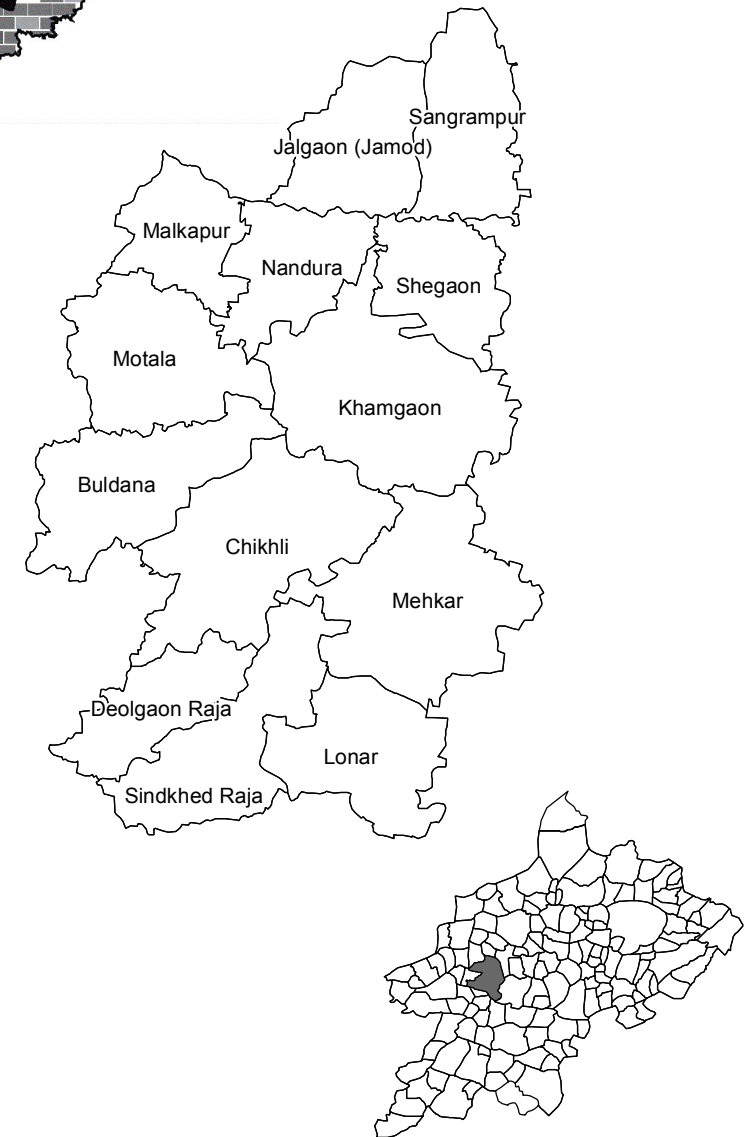 Sangrampur
Jalgaon (Jamod)
Malkapur
Nandura
Shegaon
Motala
Khamgaon
Buldana
Chikhli
Mehkar
Deolgaon Raja
Lonar
Sindkhed Raja